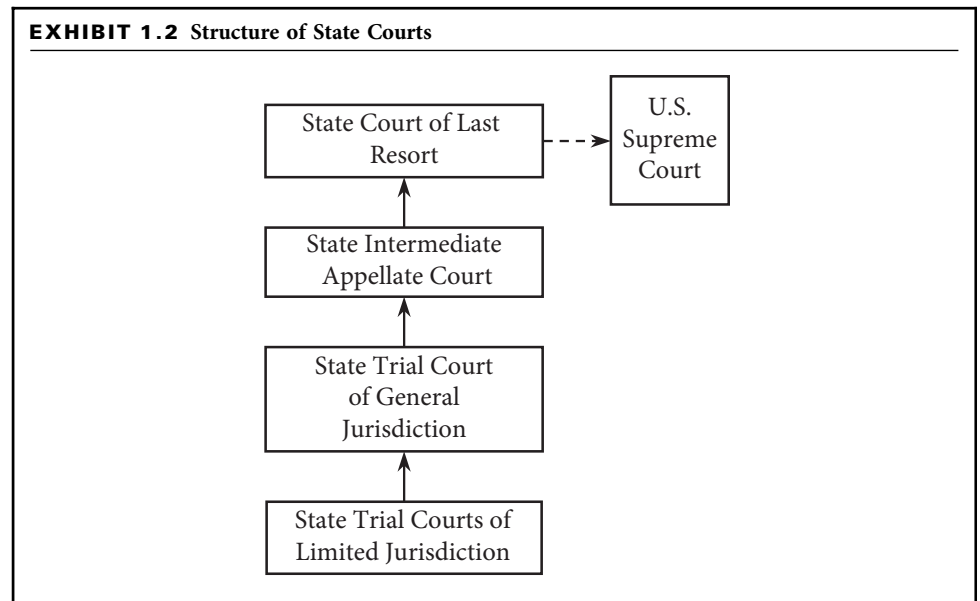 EXHIBIT 1.2 Structure of State Courts
State Court of Last
Resort
U.S.
Supreme
Court
State Intermediate
Appellate Court
State Trial Court
of General
Jurisdiction
State Trial Courts of
Limited Jurisdiction